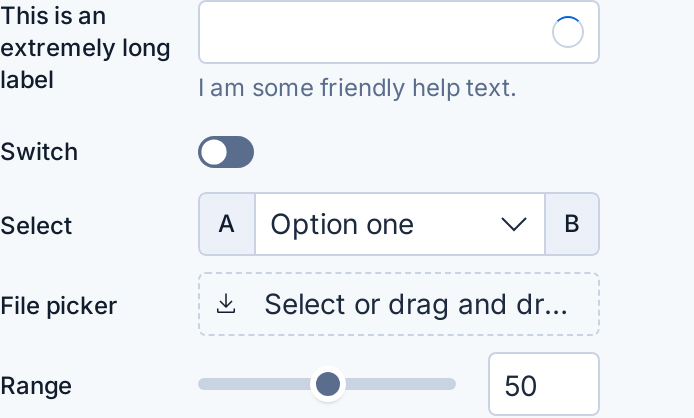 This is an
extremely long
label
I am some friendly help text.
Switch
Select
A
Option one
B
File picker
Select or drag and dr...
Range
50